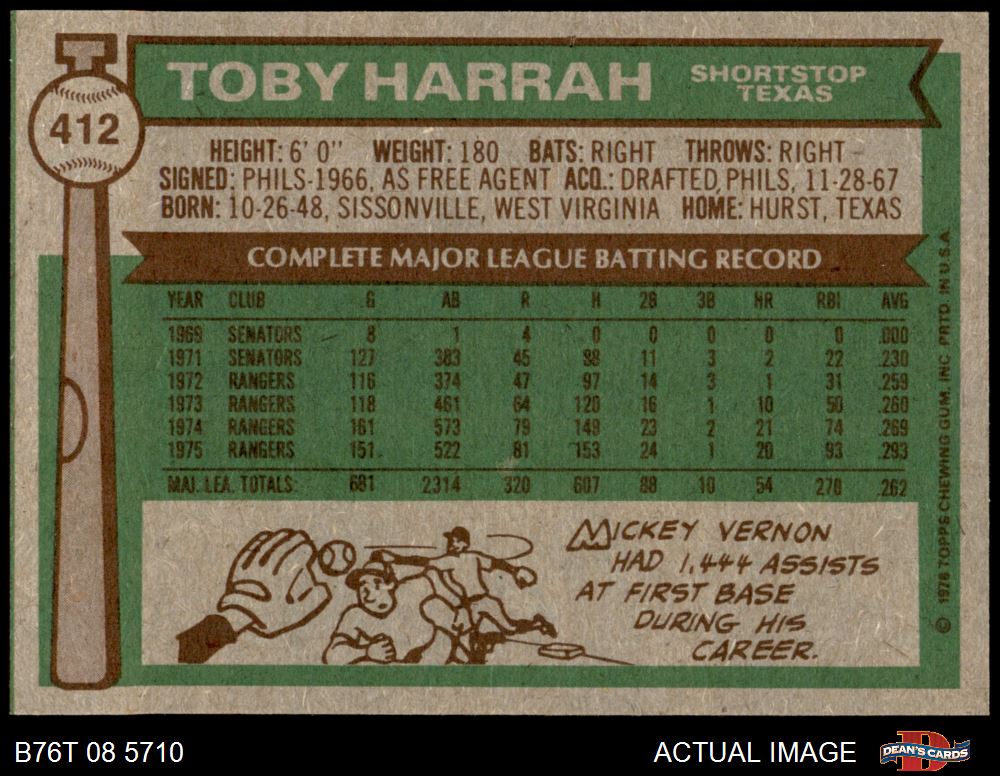 TOBY HARRAH SHORTSTOP
TEXAS
412
HEIGHT: 6' 0" WEIGHT: 180 BATS: RIGHT THROWS: RIGHT
SIGNED: PHILS-1966, AS FREE AGENT ACQ.: DRAFTED, PHILS, 11-28-67
BORN: 10-26-48, SISSONVILLE, WEST VIRGINIA HOME: HURST, TEXAS
COMPLETE MAJOR LEAGUE BATTING RECORD
YEAR CLUB G AB R H 2B 3B HR RBI AVG
1969 SENATORS 8 1 4 0 0 0 0 0 .000
1971 SENATORS 127 383 45 88 11 3 2 22 .230
1972 RANGERS 116 374 47 97 14 3 1 31 .259
1973 RANGERS 118 461 64 120 16 1 10 50 .260
1974 RANGERS 161 573 79 149 23 2 21 74 .269
1975 RANGERS 151 522 81 153 24 1 20 93 .293
MAJ. LEA. TOTALS: 681 2314 320 607 88 10 54 270 .262
MICKEY VERNON
HAD 1,444 ASSISTS
AT FIRST BASE
DURING HIS
CAREER.
© 1976 TOPPS CHEWING GUM, INC. PRTD. IN U.S.A.
B76T 08 5710 ACTUAL IMAGE DEAN'S CARDS